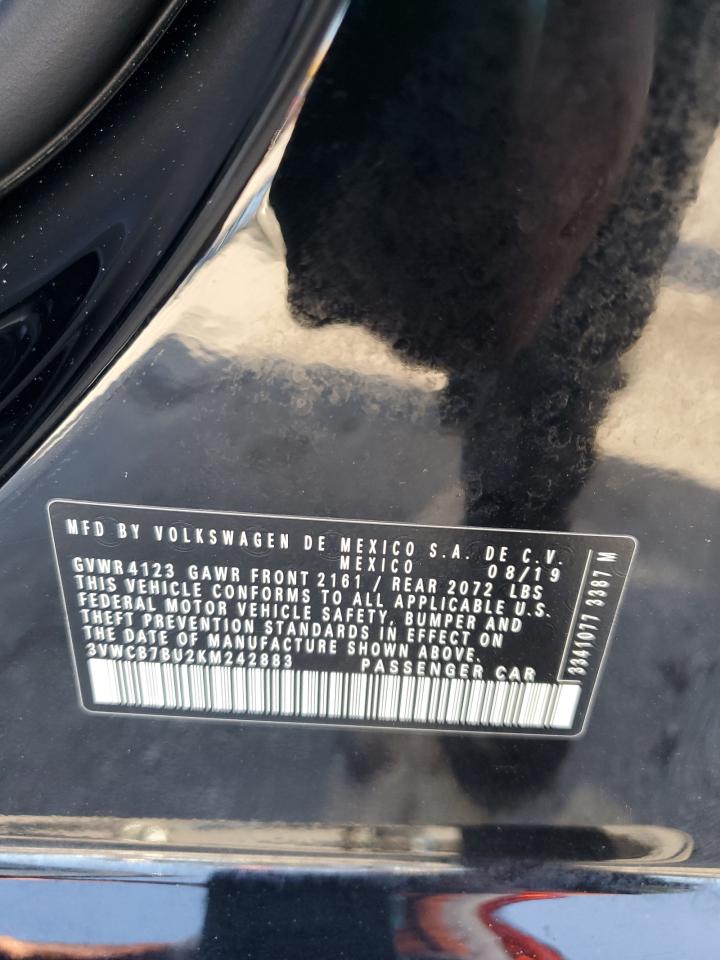 MFD BY VOLKSWAGEN DE MEXICO S.A. DE C.V.
MEXICO 08/19
GVWR 4123 GAWR FRONT 2161 / REAR 2072 LBS
THIS VEHICLE CONFORMS TO ALL APPLICABLE U.S.
FEDERAL MOTOR VEHICLE SAFETY, BUMPER AND
THEFT PREVENTION STANDARDS IN EFFECT ON
THE DATE OF MANUFACTURE SHOWN ABOVE.
3VWCB7BU2KM242883 PASSENGER CAR
3341077 3387 M